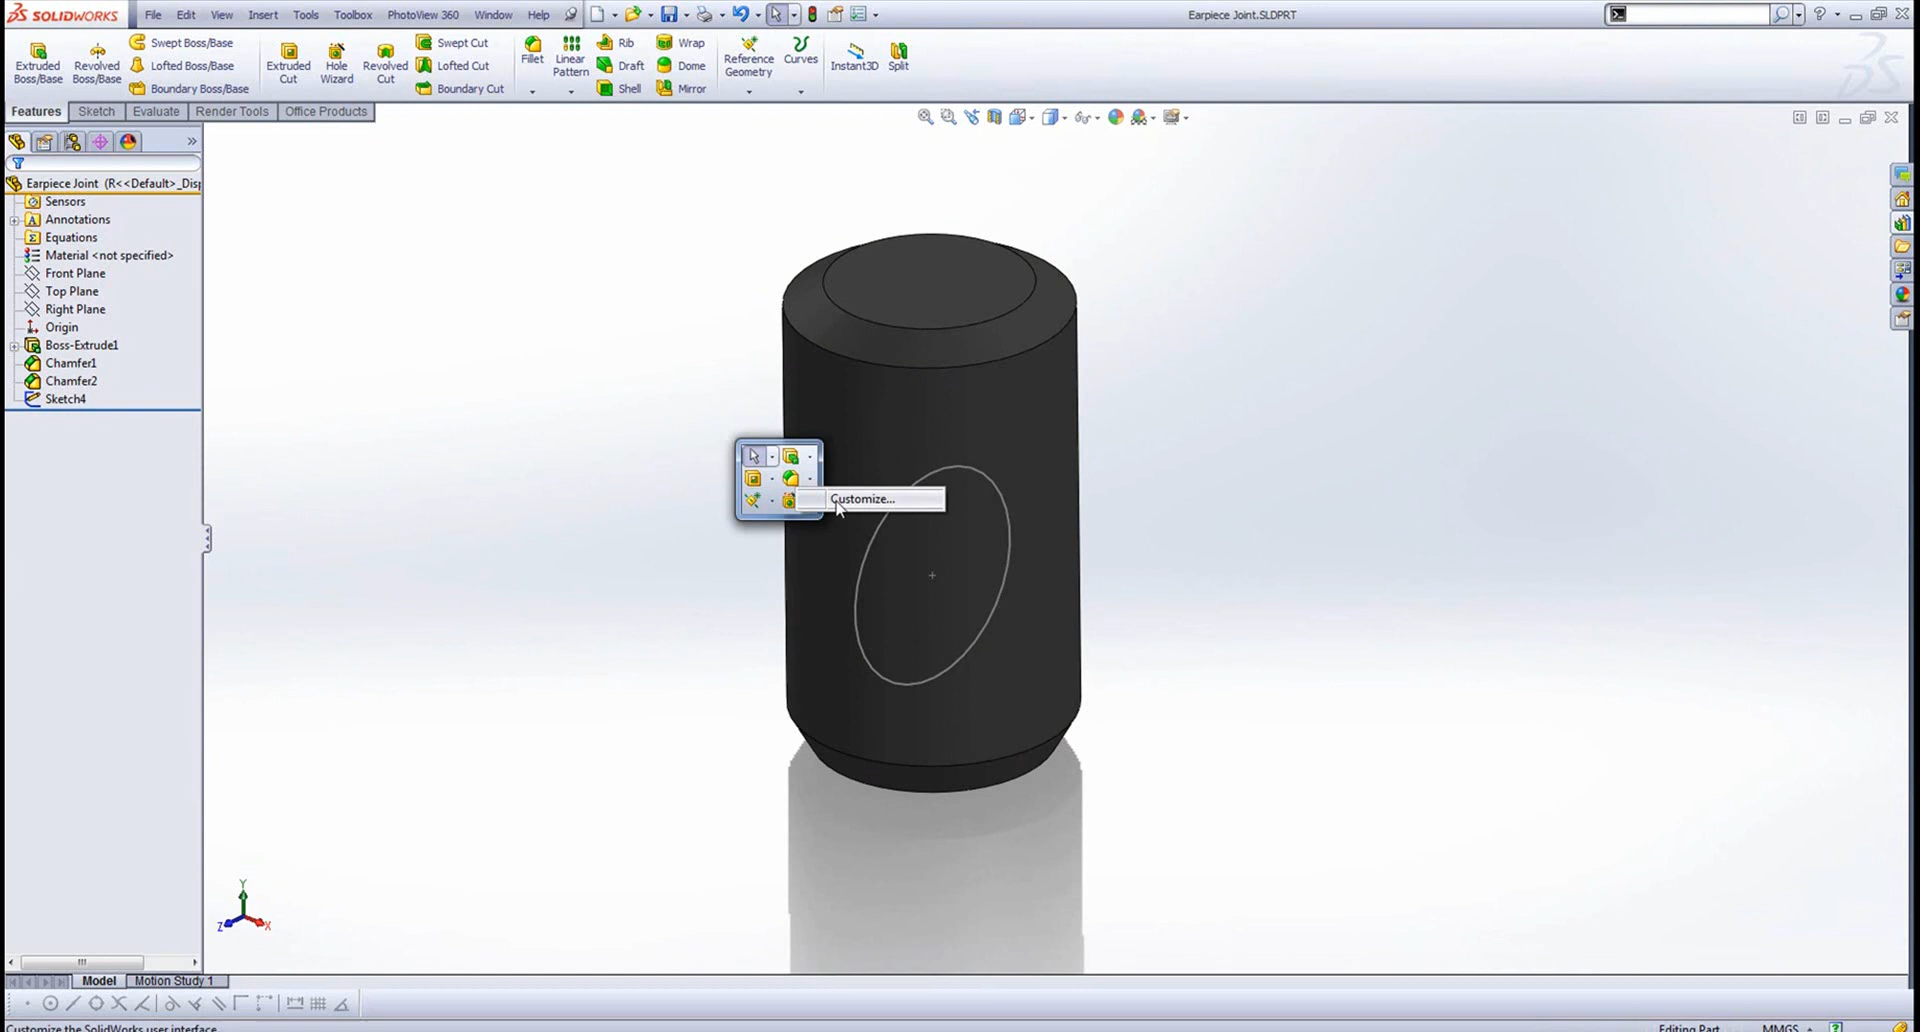 SOLIDWORKS File Edit View Insert Tools Toolbox PhotoView 360 Window Help Earpiece Joint.SLDPRT ?
Extruded Boss/Base
Revolved Boss/Base
Swept Boss/Base
Lofted Boss/Base
Boundary Boss/Base
Extruded Cut
Hole Wizard
Revolved Cut
Swept Cut
Lofted Cut
Boundary Cut
Fillet
Linear Pattern
Rib
Draft
Shell
Wrap
Dome
Mirror
Reference Geometry
Curves
Instant3D
Split
Features Sketch Evaluate Render Tools Office Products
Earpiece Joint (R<<Default>_Disp
Sensors
Annotations
Equations
Material <not specified>
Front Plane
Top Plane
Right Plane
Origin
Boss-Extrude1
Chamfer1
Chamfer2
Sketch4
Customize...
Y
Z X
Model Motion Study 1
Customize the SolidWorks user interface Editing Part MMGS ?